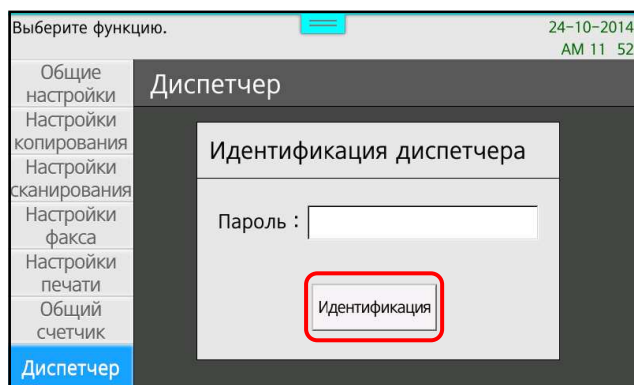 Выберите функцию.
24-10-2014
AM 11 52
Общие
настройки
Настройки
копирования
Настройки
сканирования
Настройки
факса
Настройки
печати
Общий
счетчик
Диспетчер
Диспетчер
Идентификация диспетчера
Пароль :
Идентификация